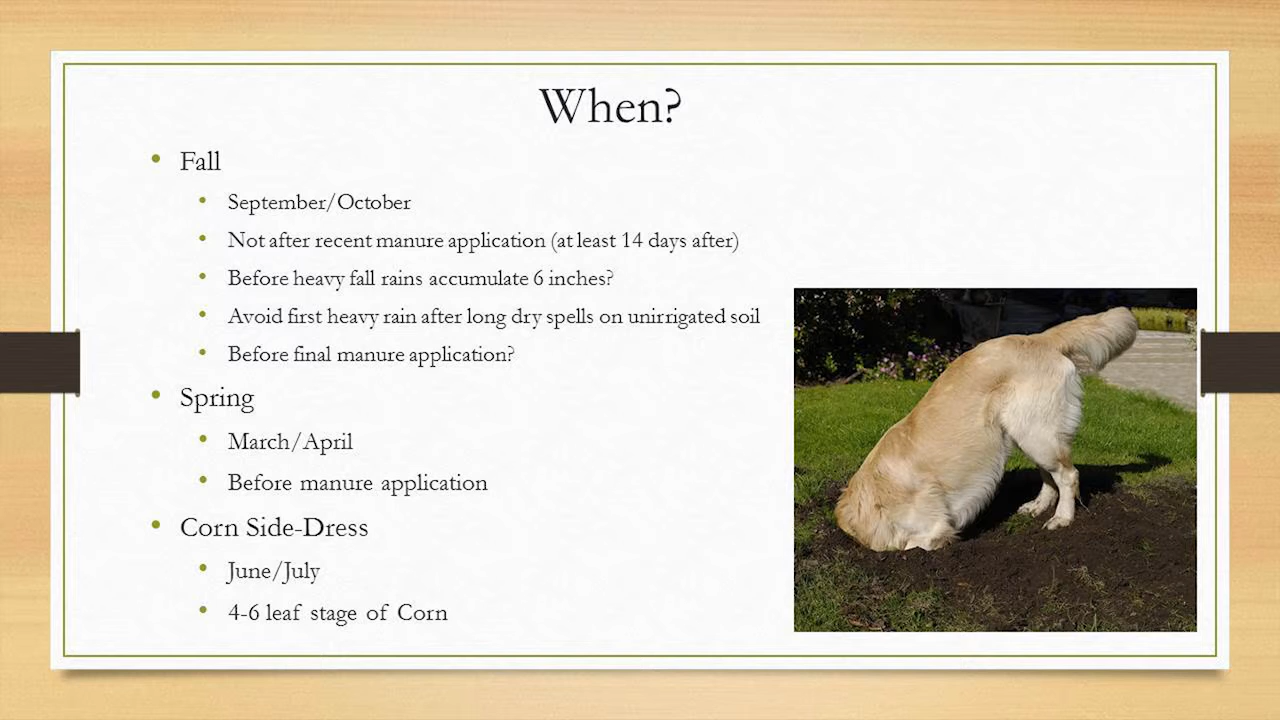 When?
Fall
September/October
Not after recent manure application (at least 14 days after)
Before heavy fall rains accumulate 6 inches?
Avoid first heavy rain after long dry spells on unirrigated soil
Before final manure application?
Spring
March/April
Before manure application
Corn Side-Dress
June/July
4-6 leaf stage of Corn